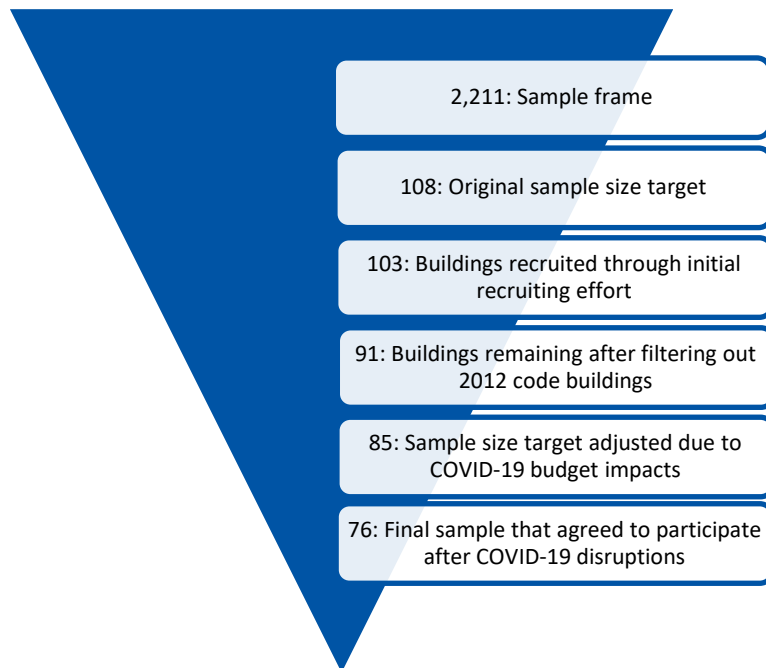 2,211: Sample frame
108: Original sample size target
103: Buildings recruited through initial
recruiting effort
91: Buildings remaining after filtering out
2012 code buildings
85: Sample size target adjusted due to
COVID-19 budget impacts
76: Final sample that agreed to participate
after COVID-19 disruptions